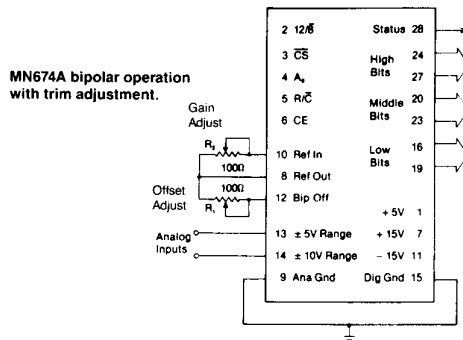 MN674A bipolar operation
with trim adjustment.
Gain
Adjust
R₂
100Ω
100Ω
Offset
Adjust
R₁
Analog
Inputs
2 12/8̅
3 C̅S̅
4 A₀
5 R/C̅
6 CE
10 Ref In
8 Ref Out
12 Bip Off
13 ± 5V Range
14 ± 10V Range
9 Ana Gnd
Status 28
High 24
Bits 27
Middle 20
Bits 23
Low 16
Bits 19
+ 5V 1
+ 15V 7
− 15V 11
Dig Gnd 15